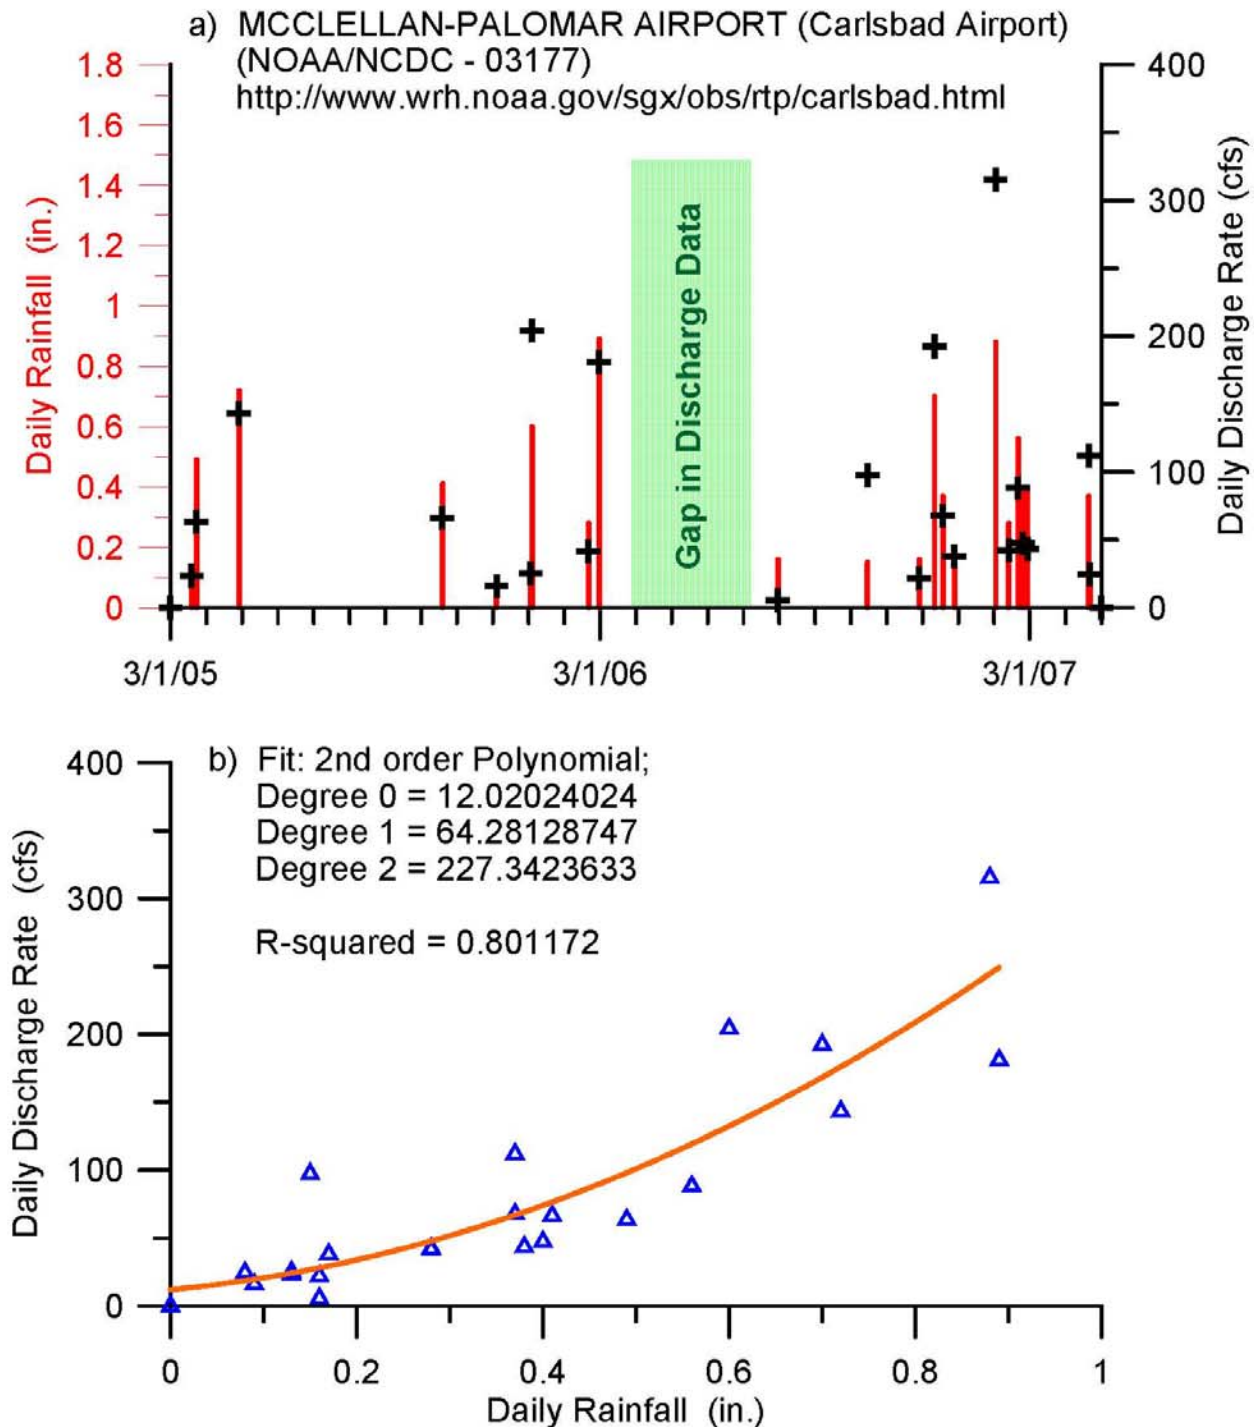 a) MCCLELLAN-PALOMAR AIRPORT (Carlsbad Airport)
(NOAA/NCDC - 03177)
http://www.wrh.noaa.gov/sgx/obs/rtp/carlsbad.html
Daily Rainfall (in.)
1.8
1.6
1.4
1.2
1
0.8
0.6
0.4
0.2
0
Gap in Discharge Data
400
300
200
100
0
Daily Discharge Rate (cfs)
3/1/05
3/1/06
3/1/07
b) Fit: 2nd order Polynomial;
Degree 0 = 12.02024024
Degree 1 = 64.28128747
Degree 2 = 227.3423633
R-squared = 0.801172
Daily Discharge Rate (cfs)
400
300
200
100
0
0
0.2
0.4
0.6
0.8
1
Daily Rainfall (in.)